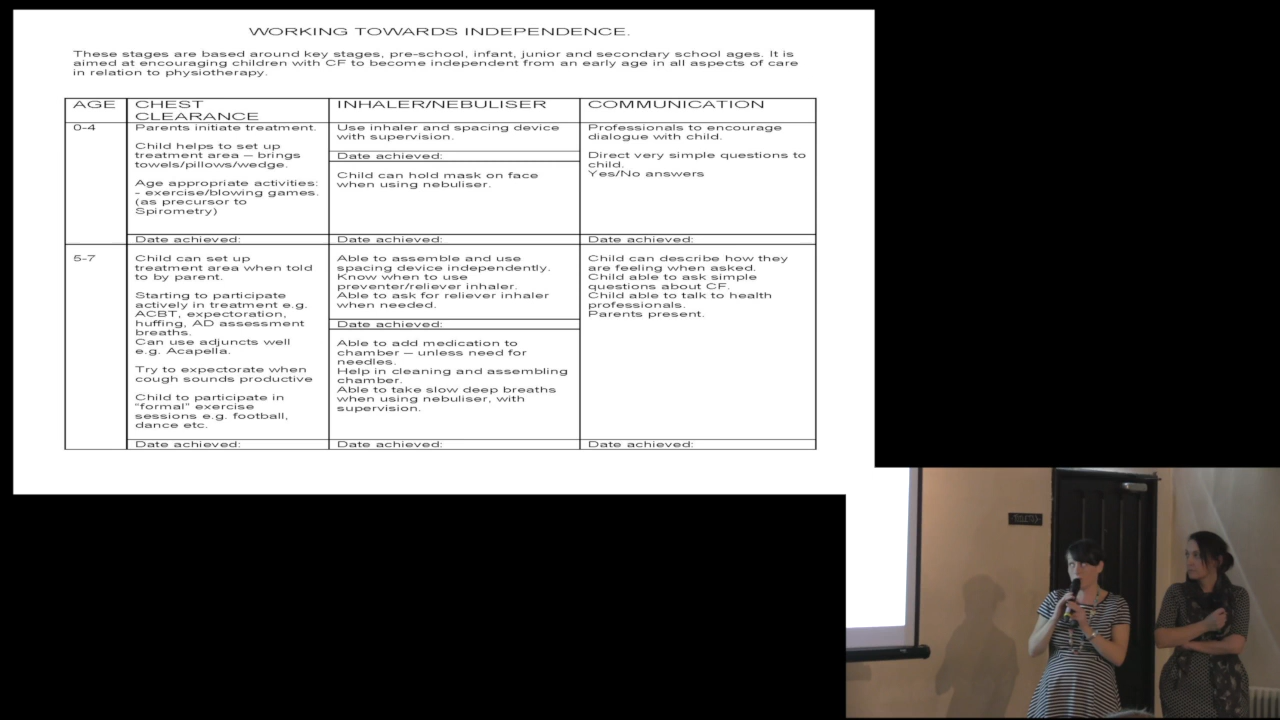 WORKING TOWARDS INDEPENDENCE.
These stages are based around key stages, pre-school, infant, junior and secondary school ages. It is
aimed at encouraging children with CF to become independent from an early age in all aspects of care
in relation to physiotherapy.
AGE
CHEST
CLEARANCE
INHALER/NEBULISER
COMMUNICATION
0-4
Parents initiate treatment.
Child helps to set up
treatment area – brings
towels/pillows/wedge.
Age appropriate activities:
- exercise/blowing games.
(as precursor to
Spirometry)
Date achieved:
Use inhaler and spacing device
with supervision.
Date achieved:
Child can hold mask on face
when using nebuliser.
Date achieved:
Professionals to encourage
dialogue with child.
Direct very simple questions to
child.
Yes/No answers
Date achieved:
5-7
Child can set up
treatment area when told
to by parent.
Starting to participate
actively in treatment e.g.
ACBT, expectoration,
huffing, AD assessment
breaths.
Can use adjuncts well
e.g. Acapella.
Try to expectorate when
cough sounds productive
Child to participate in
"formal" exercise
sessions e.g. football,
dance etc.
Date achieved:
Able to assemble and use
spacing device independently.
Know when to use
preventer/reliever inhaler.
Able to ask for reliever inhaler
when needed.
Date achieved:
Able to add medication to
chamber – unless need for
needles.
Help in cleaning and assembling
chamber.
Able to take slow deep breaths
when using nebuliser, with
supervision.
Date achieved:
Child can describe how they
are feeling when asked.
Child able to ask simple
questions about CF.
Child able to talk to health
professionals.
Parents present.
Date achieved: